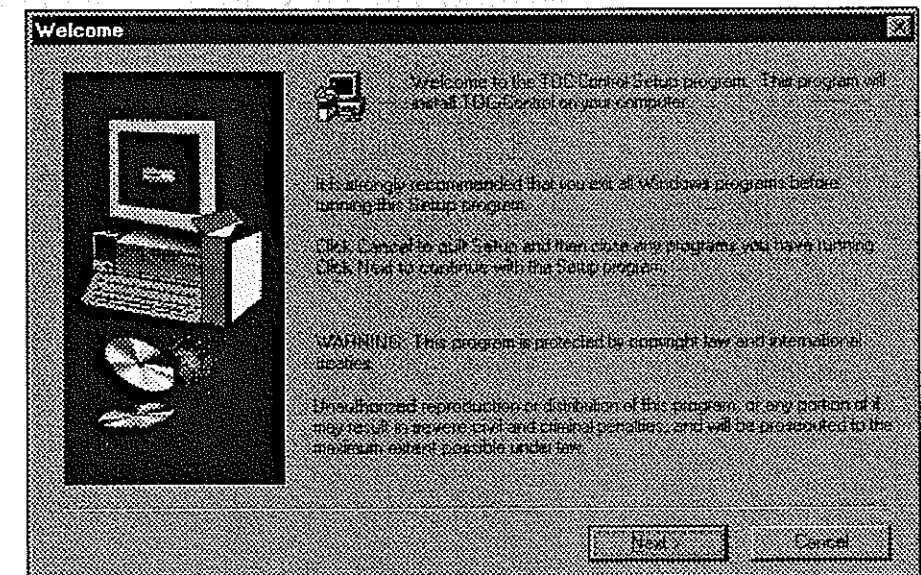 Welcome
Welcome to the TDC Control Setup program. This program will
install TDC Control on your computer.
It is strongly recommended that you exit all Windows programs before
running this Setup program.
Click Cancel to quit Setup and then close any programs you have running.
Click Next to continue with the Setup program.
WARNING: This program is protected by copyright law and international
treaties.
Unauthorized reproduction or distribution of this program, or any portion of it,
may result in severe civil and criminal penalties, and will be prosecuted to the
maximum extent possible under law.
Next >
Cancel